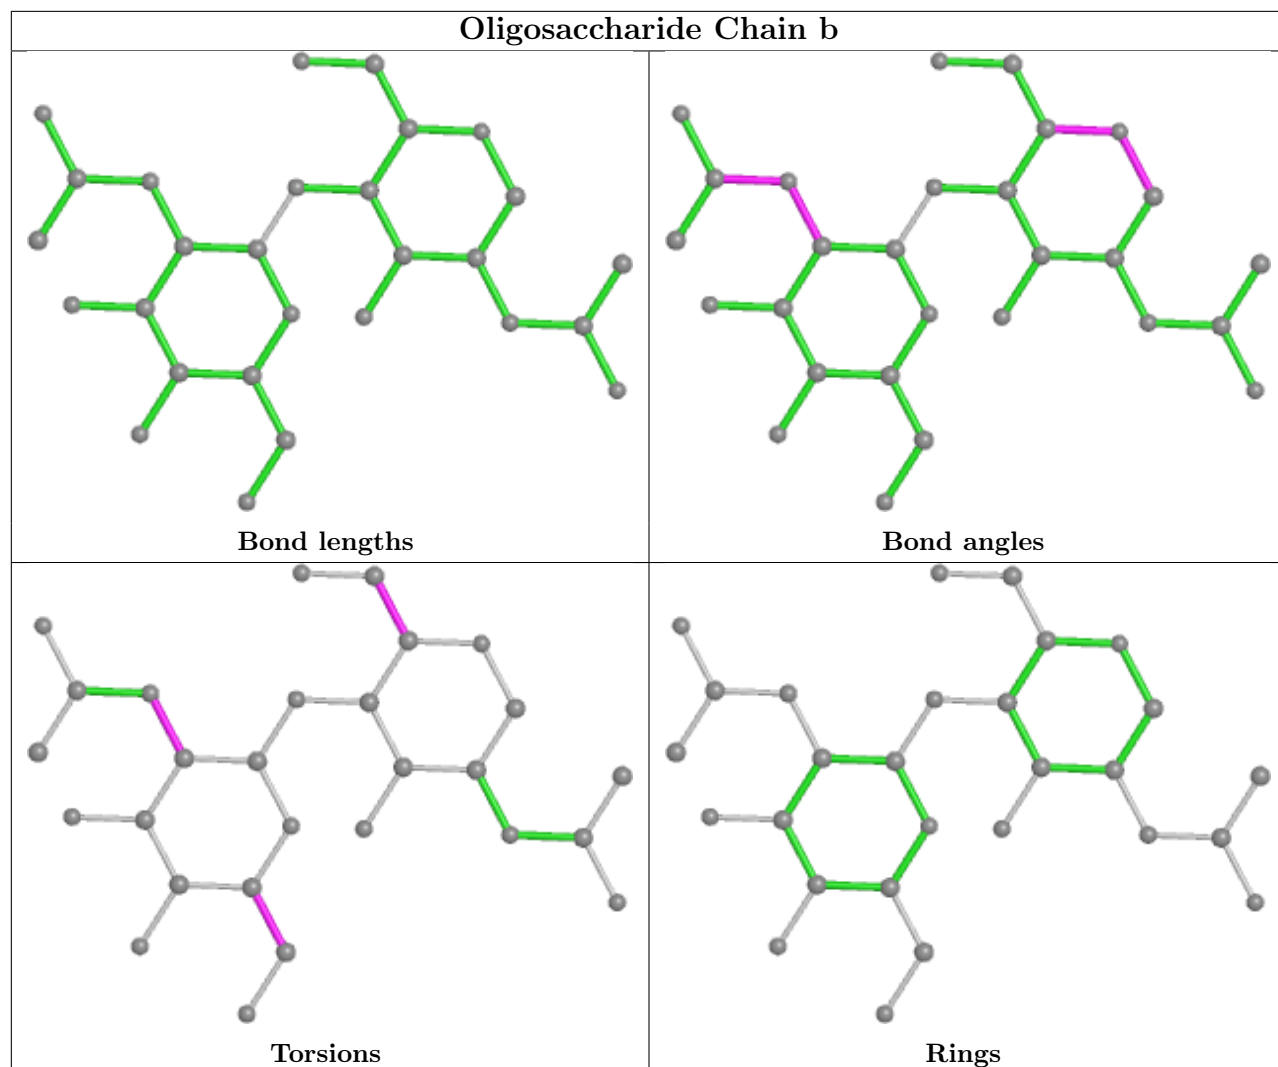 Oligosaccharide Chain b
Bond lengths
Bond angles
Torsions
Rings